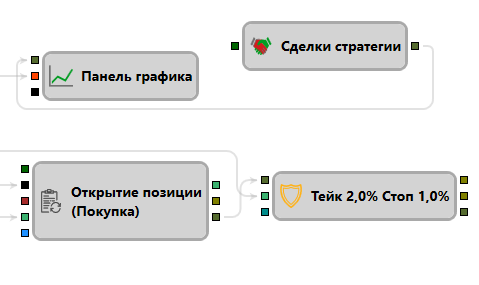 Сделки стратегии
Панель графика
Открытие позиции
(Покупка)
Тейк 2,0% Стоп 1,0%